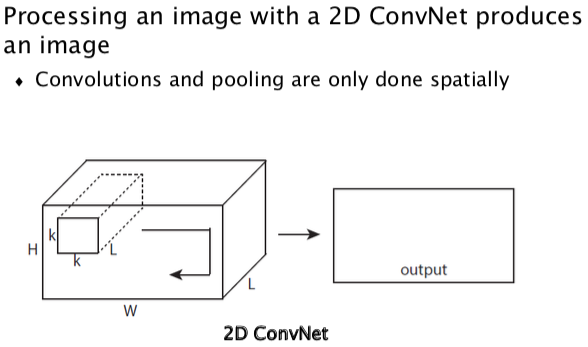 Processing an image with a 2D ConvNet produces
an image
♦ Convolutions and pooling are only done spatially
k
H
L
k
L
output
W
2D ConvNet